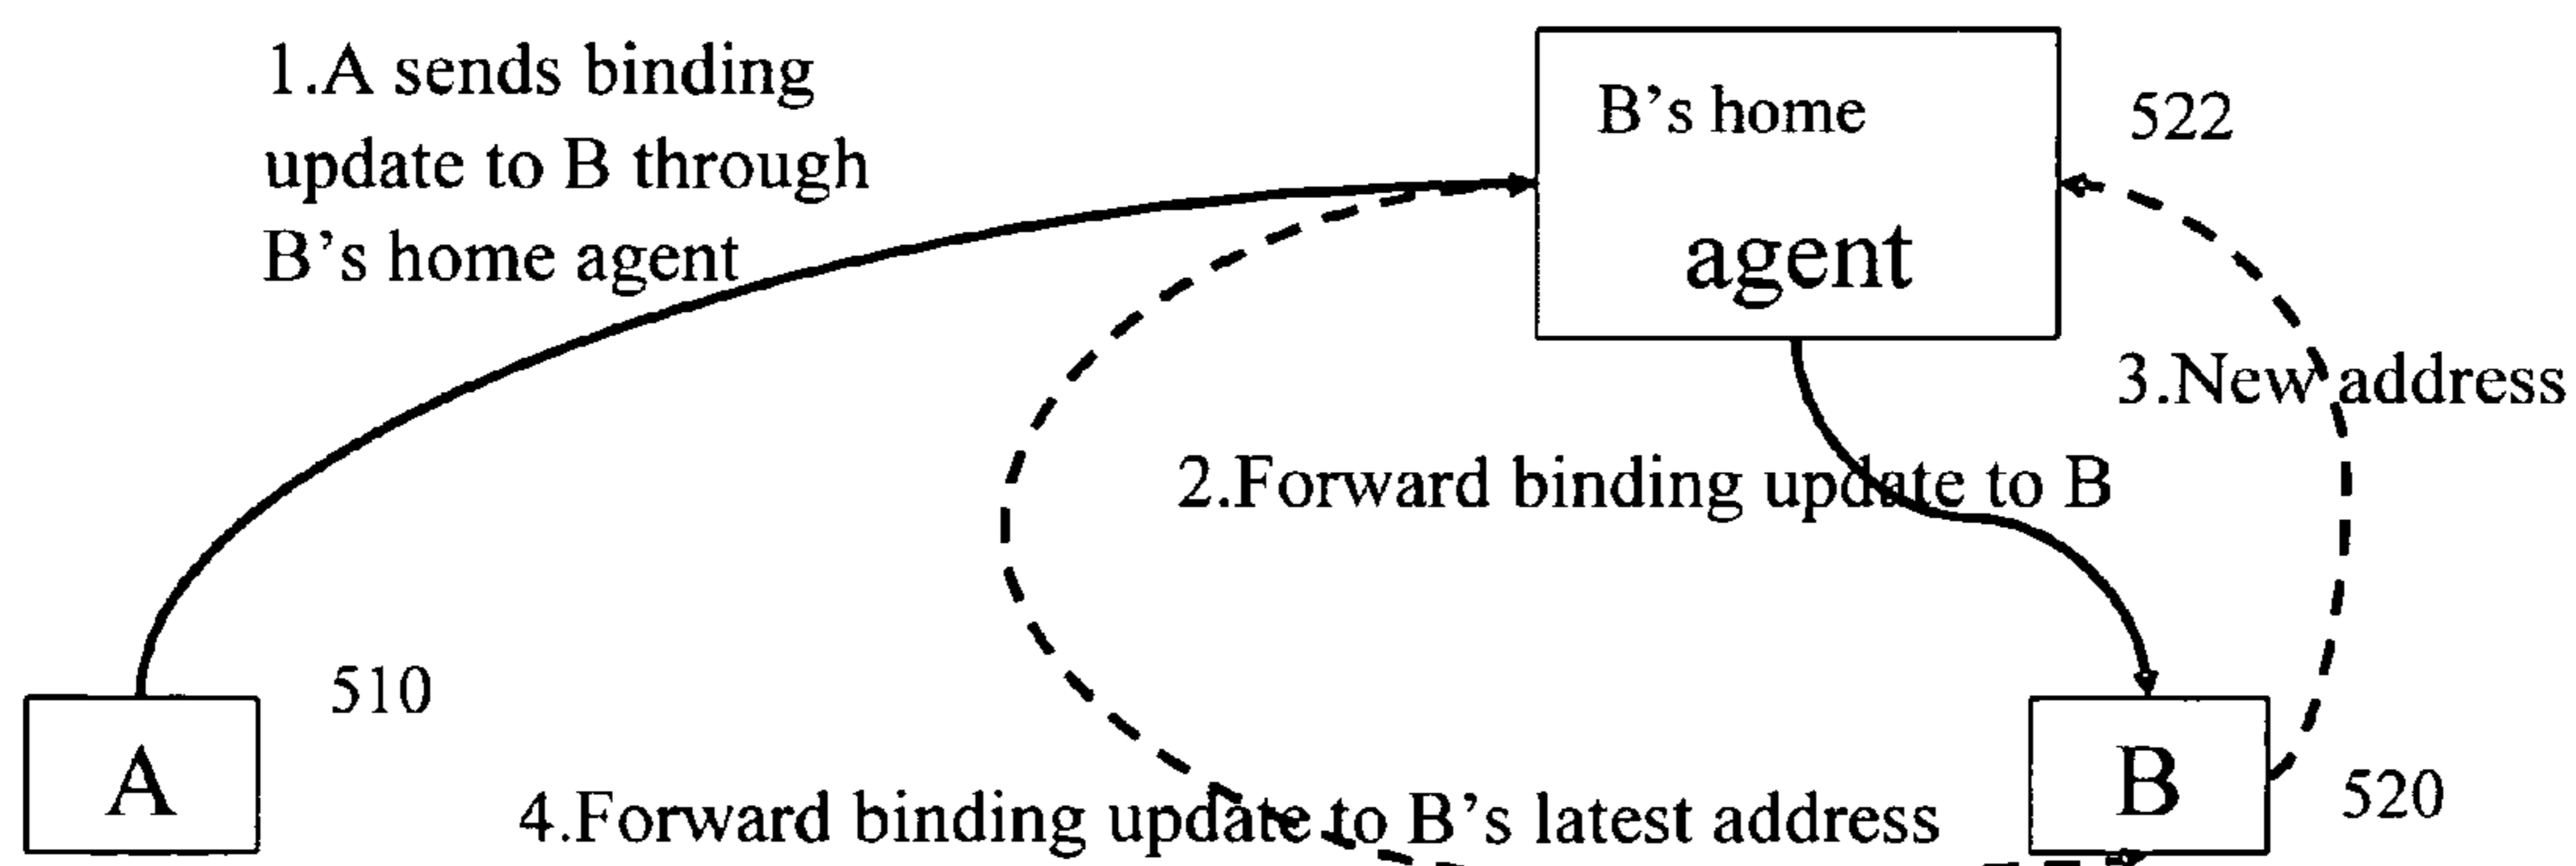 1.A sends binding
update to B through
B's home agent
B's home
agent
522
3.New address
2.Forward binding update to B
510
A
B
520
4.Forward binding update to B's latest address